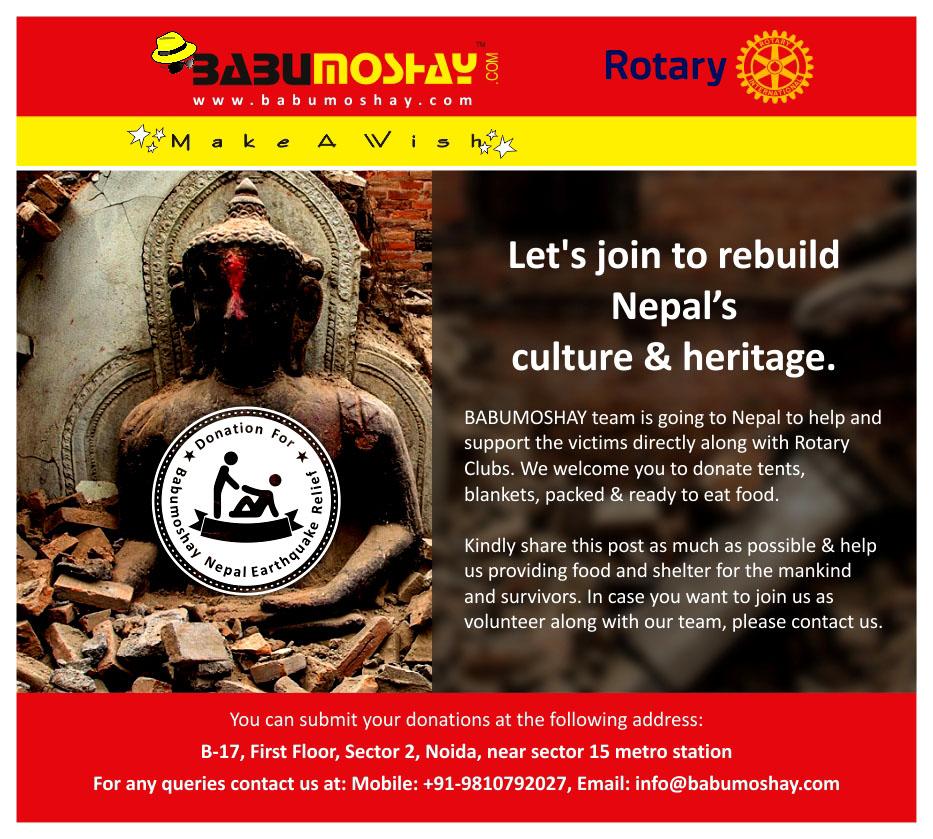 BABUMOSHAY.COM™
www.babumoshay.com
Rotary
ROTARY
INTERNATIONAL
Make A Wish
Let's join to rebuild
Nepal’s
culture & heritage.
BABUMOSHAY team is going to Nepal to help and
support the victims directly along with Rotary
Clubs. We welcome you to donate tents,
blankets, packed & ready to eat food.
Kindly share this post as much as possible & help
us providing food and shelter for the mankind
and survivors. In case you want to join us as
volunteer along with our team, please contact us.
Donation For
Babumoshay Nepal Earthquake Relief
You can submit your donations at the following address:
B-17, First Floor, Sector 2, Noida, near sector 15 metro station
For any queries contact us at: Mobile: +91-9810792027, Email: info@babumoshay.com